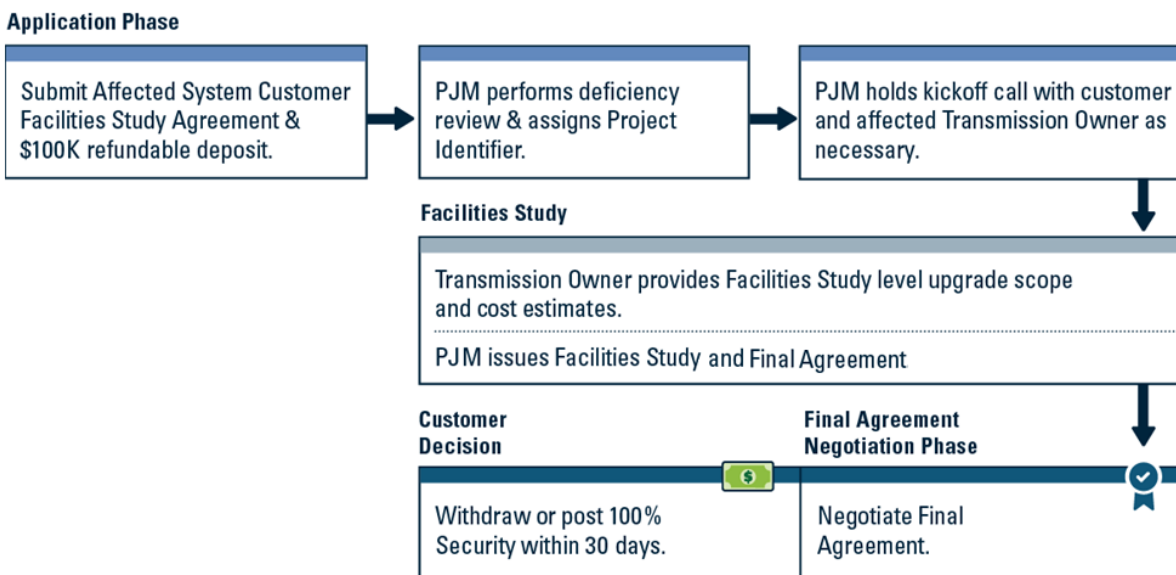 Application Phase
Submit Affected System Customer
Facilities Study Agreement &
$100K refundable deposit.
PJM performs deficiency
review & assigns Project
Identifier.
PJM holds kickoff call with customer
and affected Transmission Owner as
necessary.
Facilities Study
Transmission Owner provides Facilities Study level upgrade scope
and cost estimates.
PJM issues Facilities Study and Final Agreement
Customer
Decision
$
Withdraw or post 100%
Security within 30 days.
Final Agreement
Negotiation Phase
Negotiate Final
Agreement.